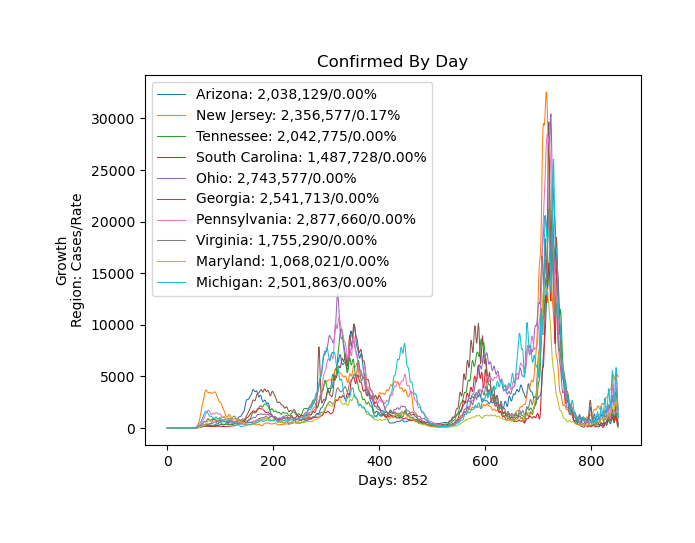 Confirmed By Day
Growth
Region: Cases/Rate
30000
25000
20000
15000
10000
5000
0
Arizona: 2,038,129/0.00%
New Jersey: 2,356,577/0.17%
Tennessee: 2,042,775/0.00%
South Carolina: 1,487,728/0.00%
Ohio: 2,743,577/0.00%
Georgia: 2,541,713/0.00%
Pennsylvania: 2,877,660/0.00%
Virginia: 1,755,290/0.00%
Maryland: 1,068,021/0.00%
Michigan: 2,501,863/0.00%
0 200 400 600 800
Days: 852